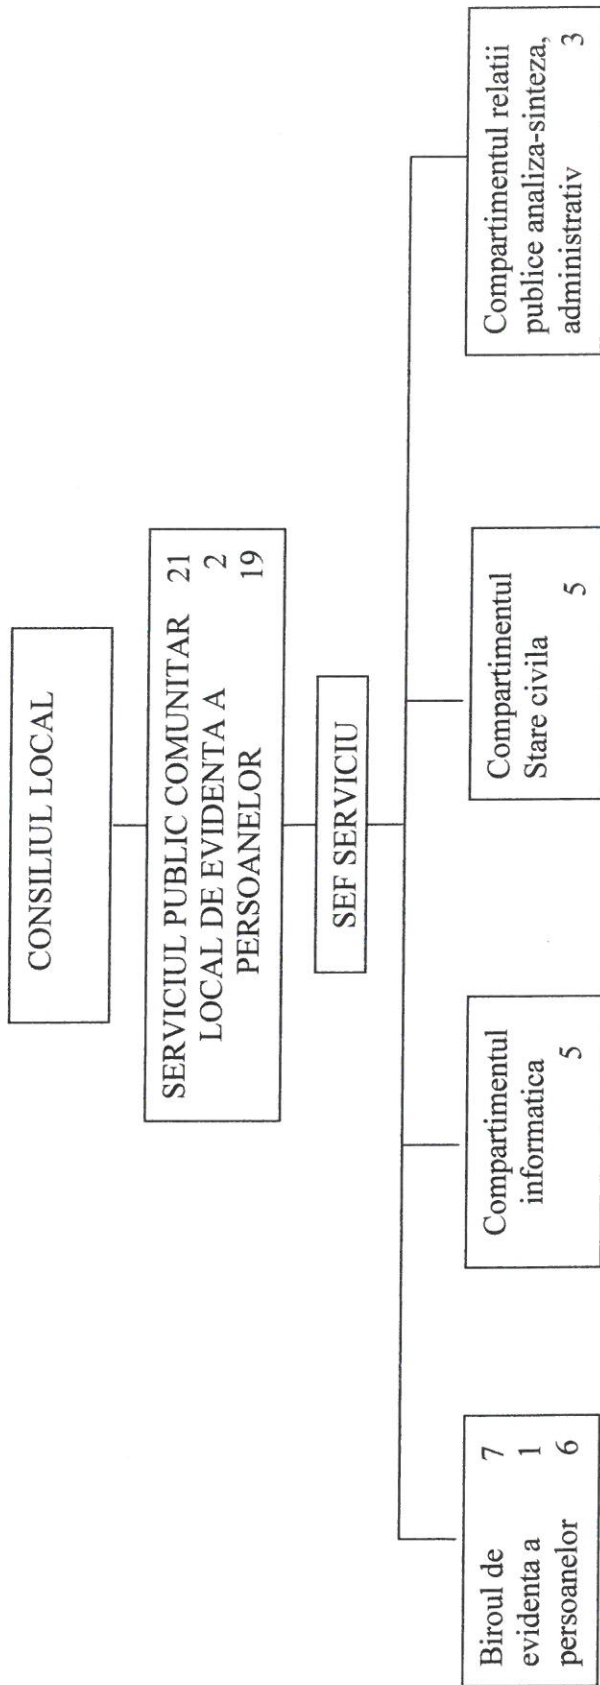 CONSILIUL LOCAL
SERVICIUL PUBLIC COMUNITAR 21
LOCAL DE EVIDENTA A 2
PERSOANELOR 19
SEF SERVICIU
Biroul de 7
evidenta a 1
persoanelor 6
Compartimentul
informatica
5
Compartimentul
Stare civila
5
Compartimentul relatii
publice analiza-sinteza,
administrativ 3